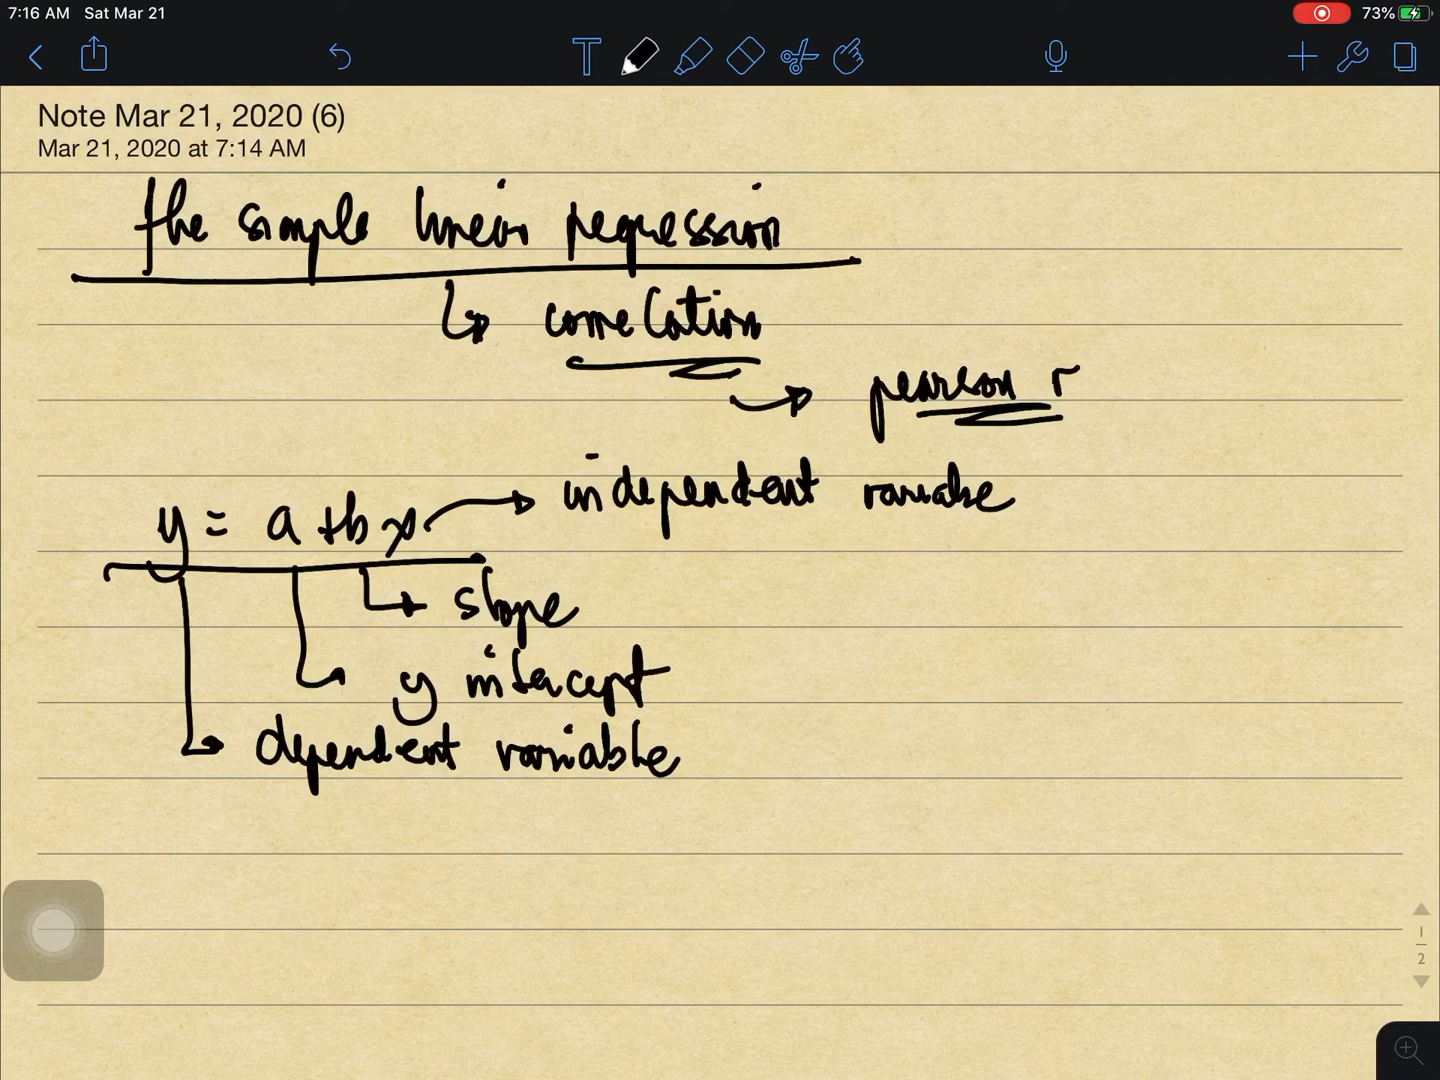 7:16 AM Sat Mar 21 73%
Note Mar 21, 2020 (6)
Mar 21, 2020 at 7:14 AM
the simple linear regression
correlation
pearson r
y = a + bx independent variabe
slope
y intercept
dependent variable
1
2